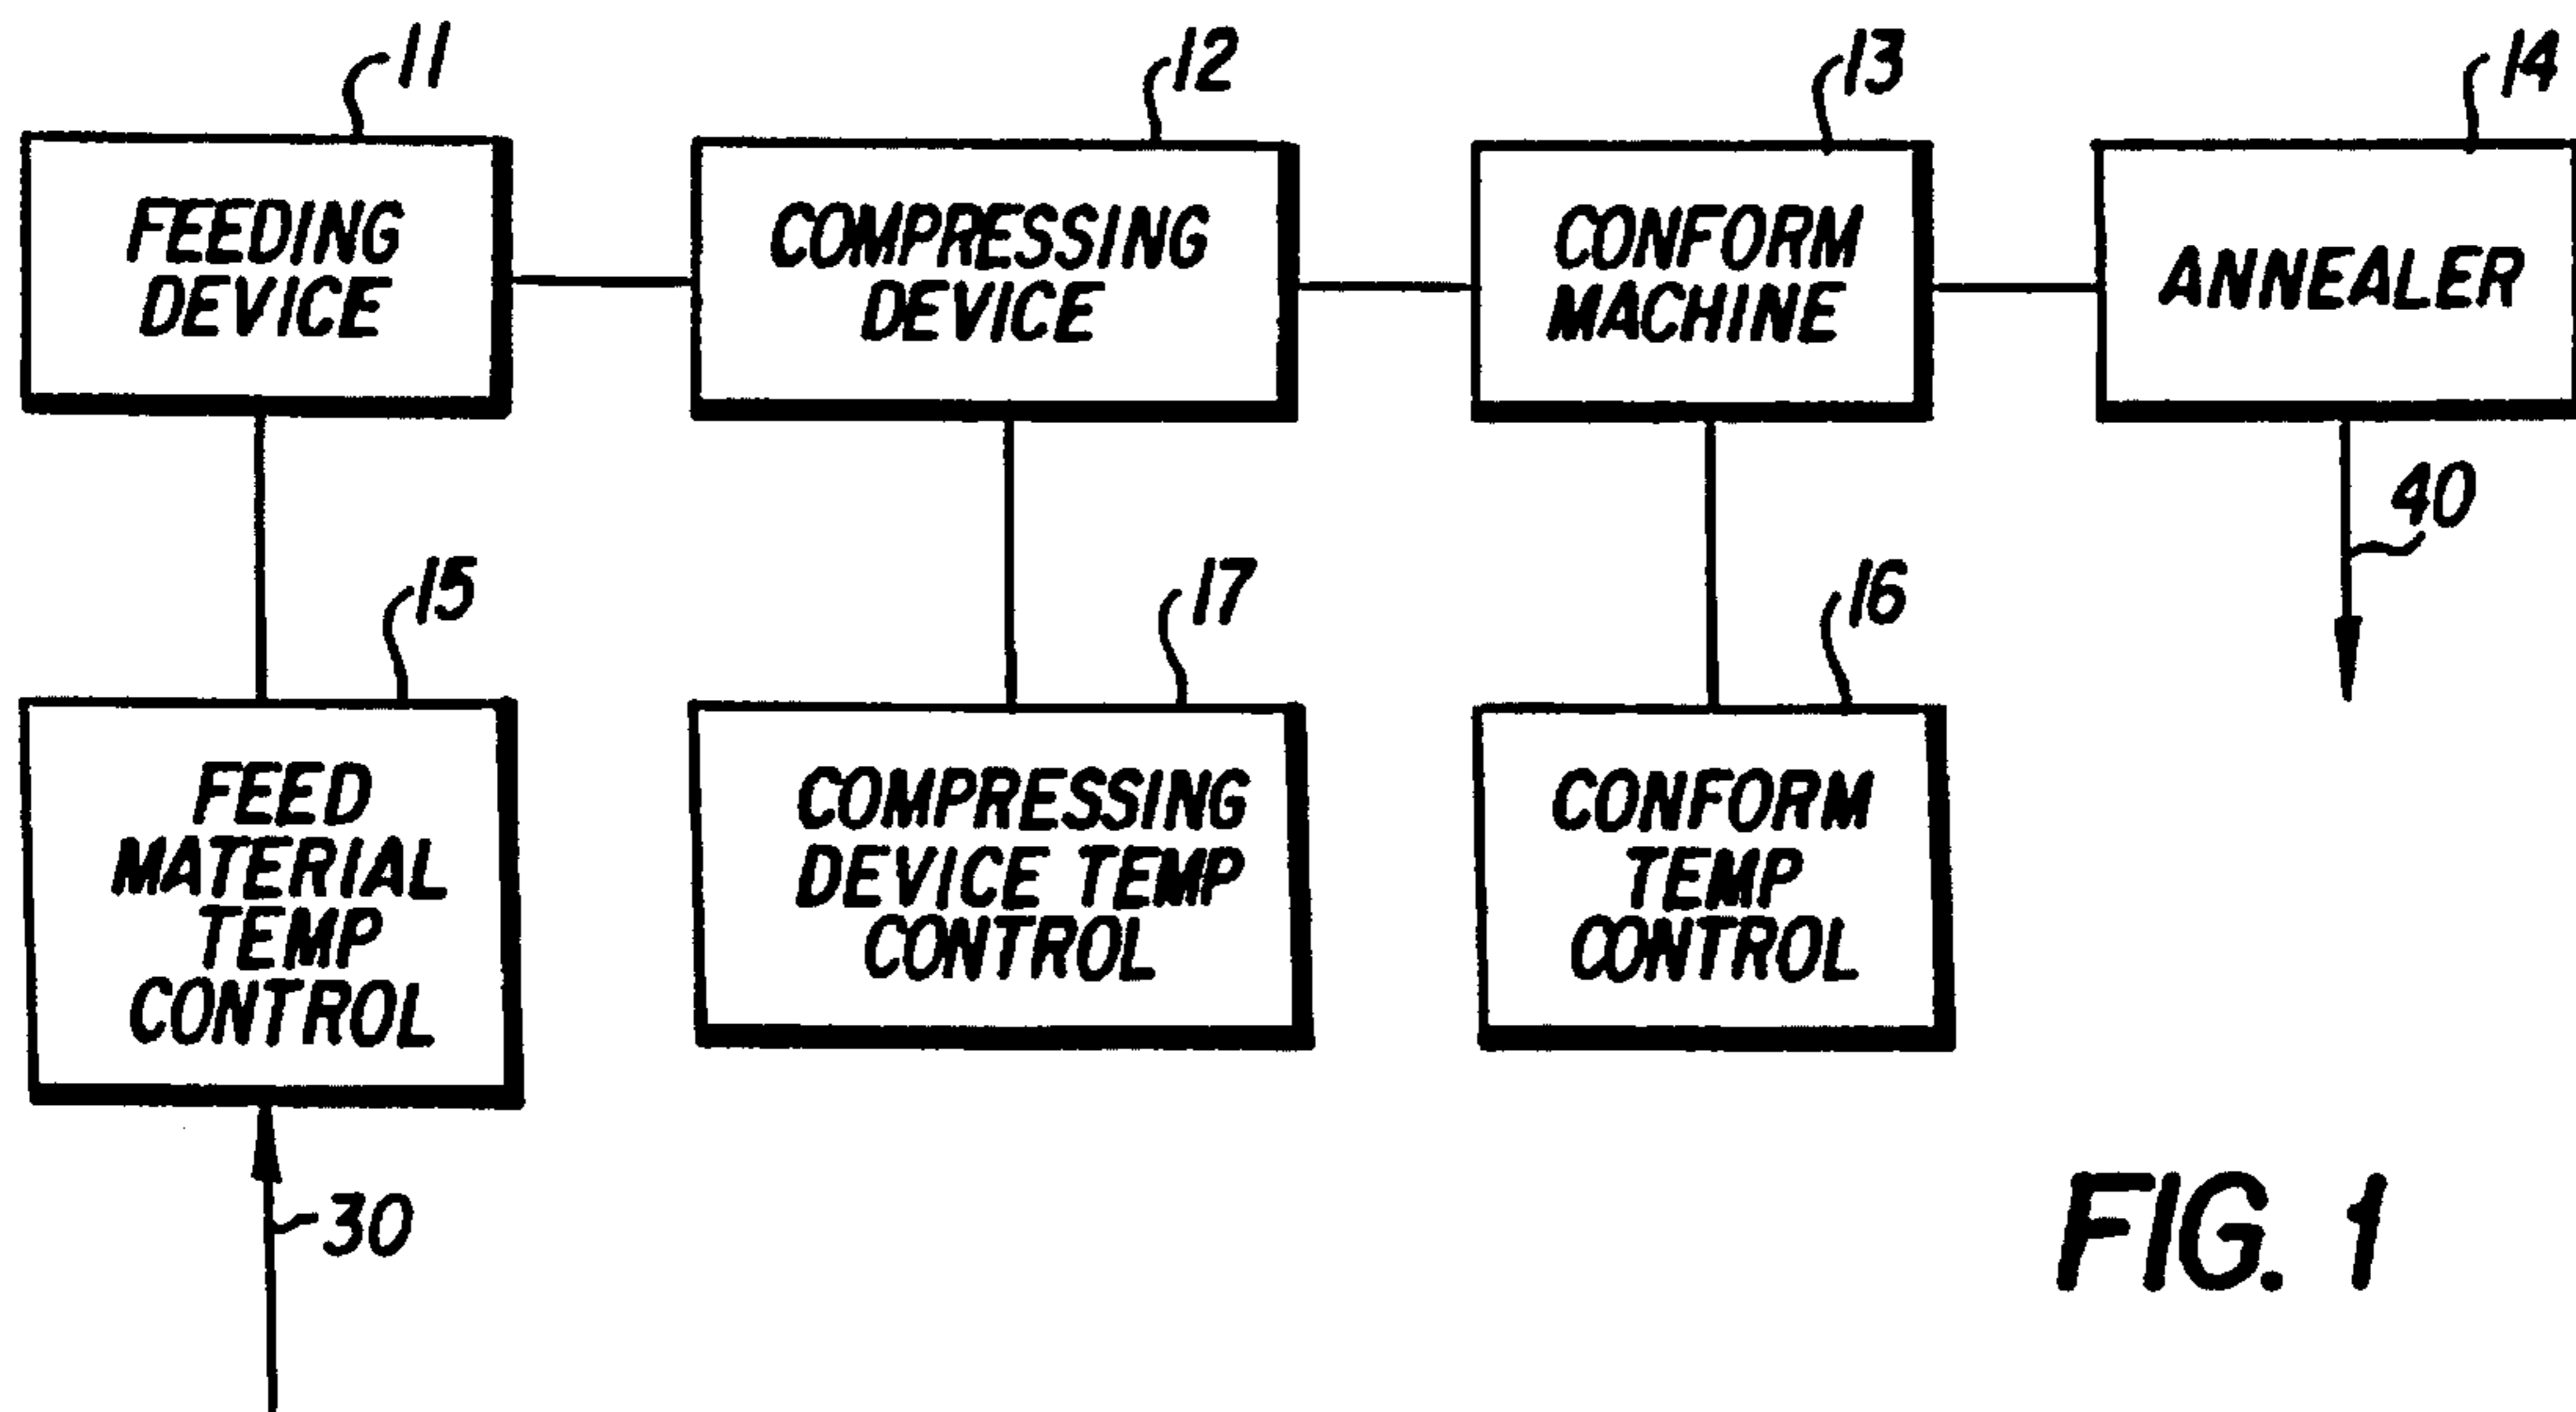 11
12
13
14
FEEDING
DEVICE
COMPRESSING
DEVICE
CONFORM
MACHINE
ANNEALER
40
15
17
16
FEED
MATERIAL
TEMP
CONTROL
COMPRESSING
DEVICE TEMP
CONTROL
CONFORM
TEMP
CONTROL
30
FIG. 1